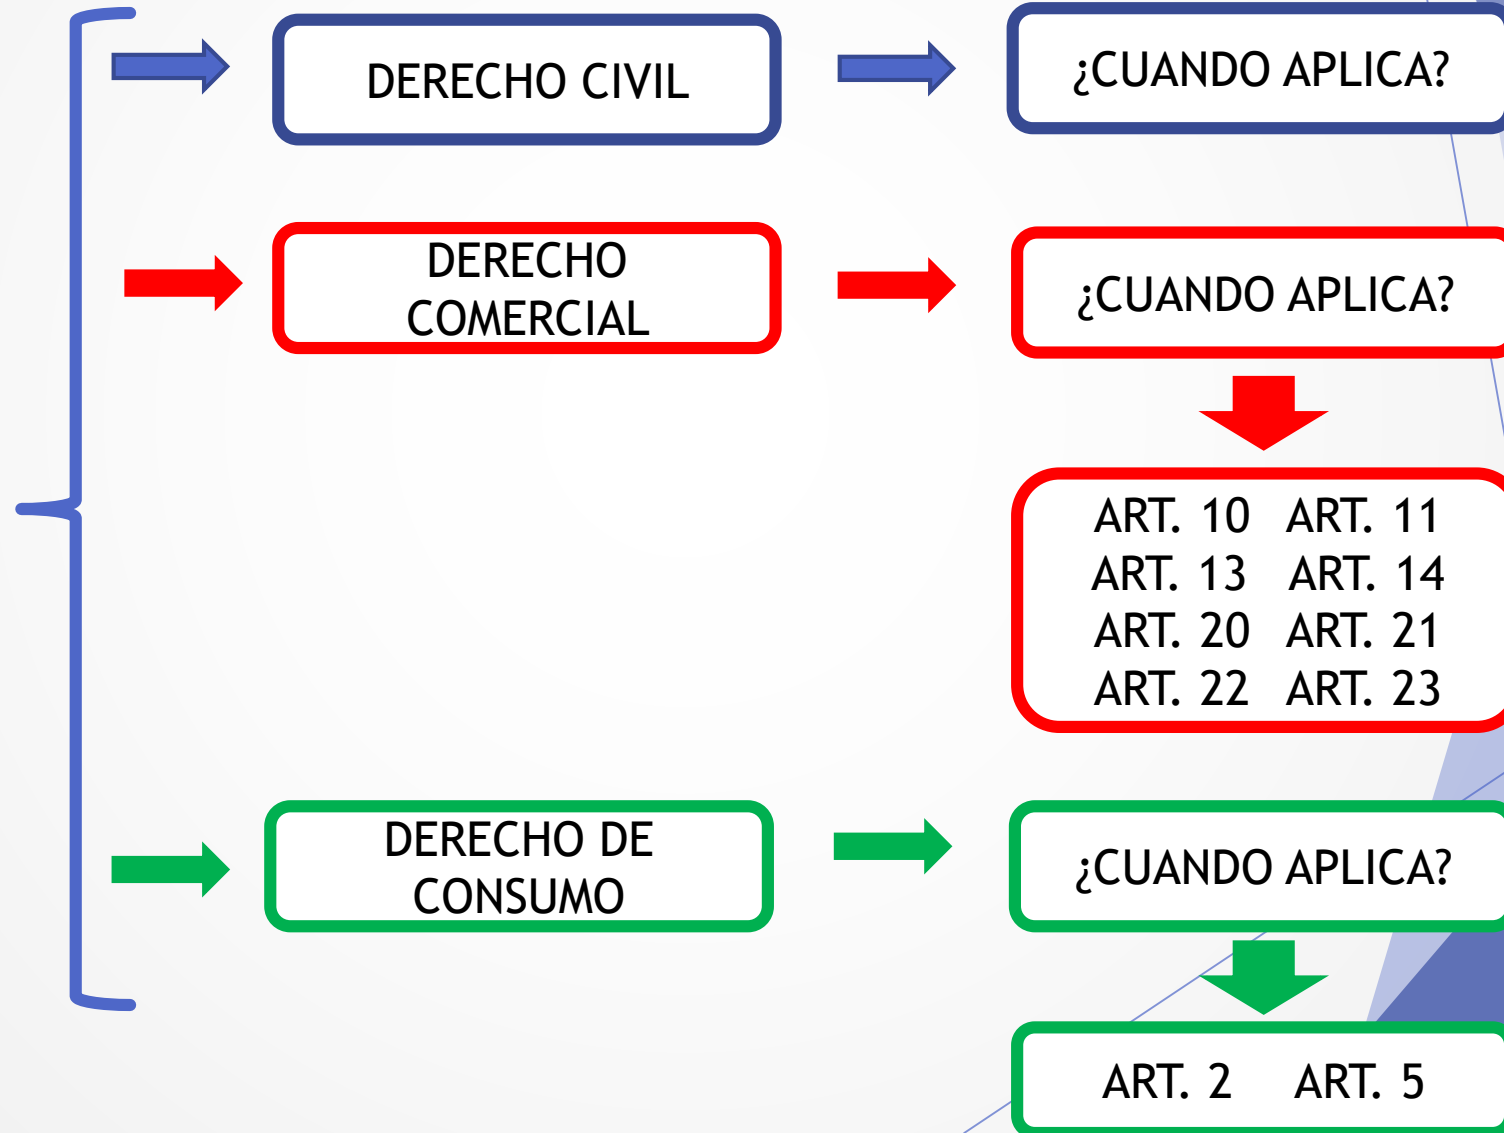 DERECHO CIVIL
¿CUANDO APLICA?
DERECHO
COMERCIAL
¿CUANDO APLICA?
ART. 10 ART. 11
ART. 13 ART. 14
ART. 20 ART. 21
ART. 22 ART. 23
DERECHO DE
CONSUMO
¿CUANDO APLICA?
ART. 2 ART. 5